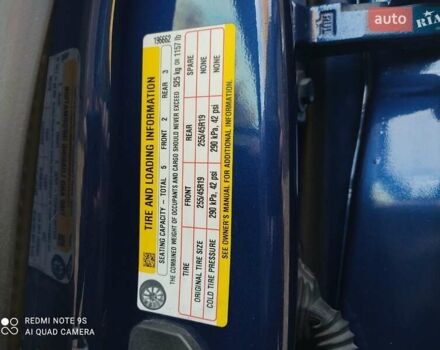 196663
TIRE AND LOADING INFORMATION
SEATING CAPACITY – TOTAL 5 FRONT 2 REAR 3
THE COMBINED WEIGHT OF OCCUPANTS AND CARGO SHOULD NEVER EXCEED 525 kg OR 1157 lb
TIRE FRONT REAR SPARE
ORIGINAL TIRE SIZE 255/45R19 255/45R19 NONE
COLD TIRE PRESSURE 290 kPa, 42 psi 290 kPa, 42 psi NONE
SEE OWNER'S MANUAL FOR ADDITIONAL INFORMATION.
auto
RIA
REDMI NOTE 9S
AI QUAD CAMERA